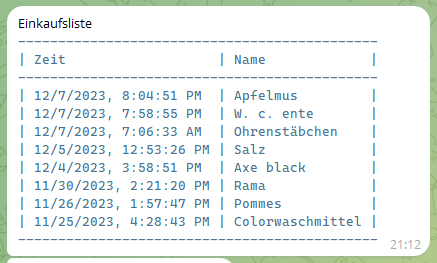 Einkaufsliste
-----------------------------------------
| Zeit                   | Name           |
-----------------------------------------
| 12/7/2023, 8:04:51 PM  | Apfelmus       |
| 12/7/2023, 7:58:55 PM  | W. c. ente     |
| 12/7/2023, 7:06:33 AM  | Ohrenstäbchen  |
| 12/5/2023, 12:53:26 PM | Salz           |
| 12/4/2023, 3:58:51 PM  | Axe black      |
| 11/30/2023, 2:21:20 PM | Rama           |
| 11/26/2023, 1:57:47 PM | Pommes         |
| 11/25/2023, 4:28:43 PM | Colorwaschmittel |
-----------------------------------------
21:12